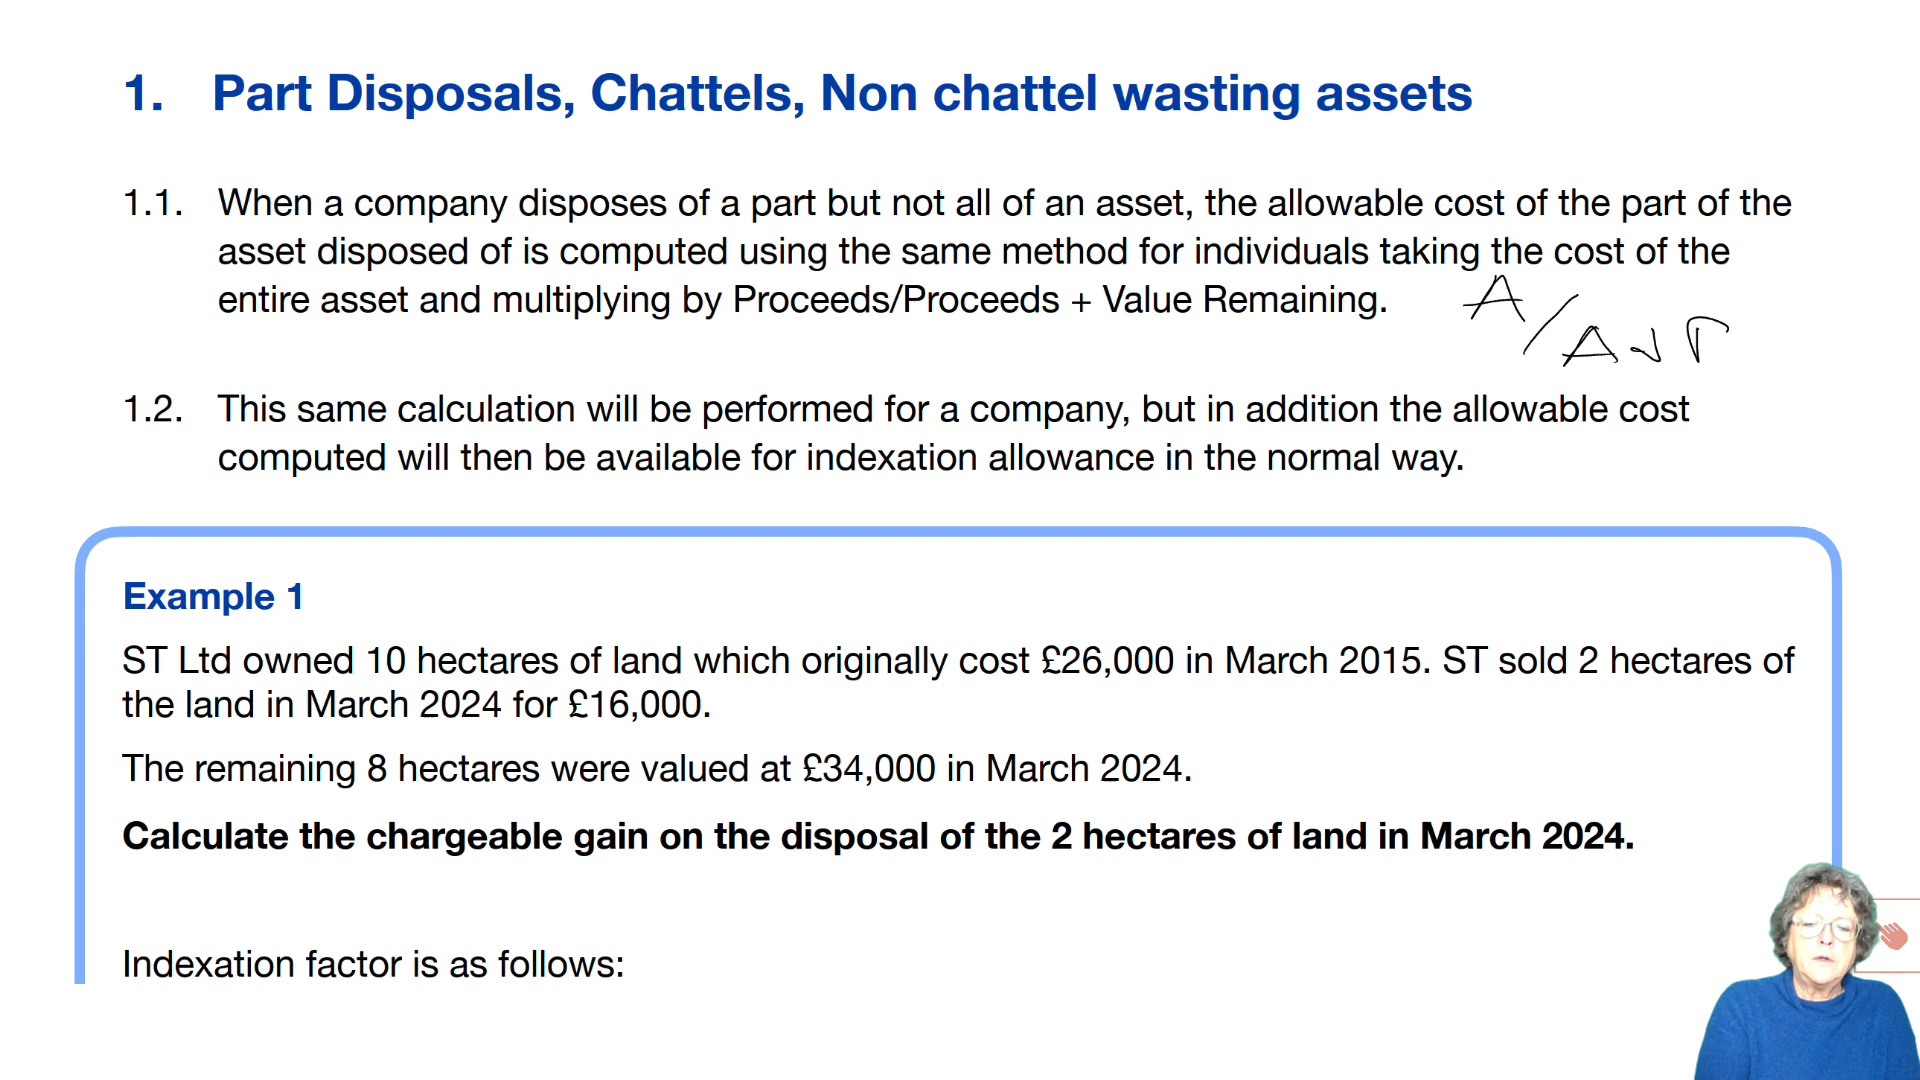 1. Part Disposals, Chattels, Non chattel wasting assets
1.1. When a company disposes of a part but not all of an asset, the allowable cost of the part of the
asset disposed of is computed using the same method for individuals taking the cost of the
entire asset and multiplying by Proceeds/Proceeds + Value Remaining.
A/
1.2. This same calculation will be performed for a company, but in addition the allowable cost
computed will then be available for indexation allowance in the normal way.
Example 1
ST Ltd owned 10 hectares of land which originally cost £26,000 in March 2015. ST sold 2 hectares of
the land in March 2024 for £16,000.
The remaining 8 hectares were valued at £34,000 in March 2024.
Calculate the chargeable gain on the disposal of the 2 hectares of land in March 2024.
Indexation factor is as follows: